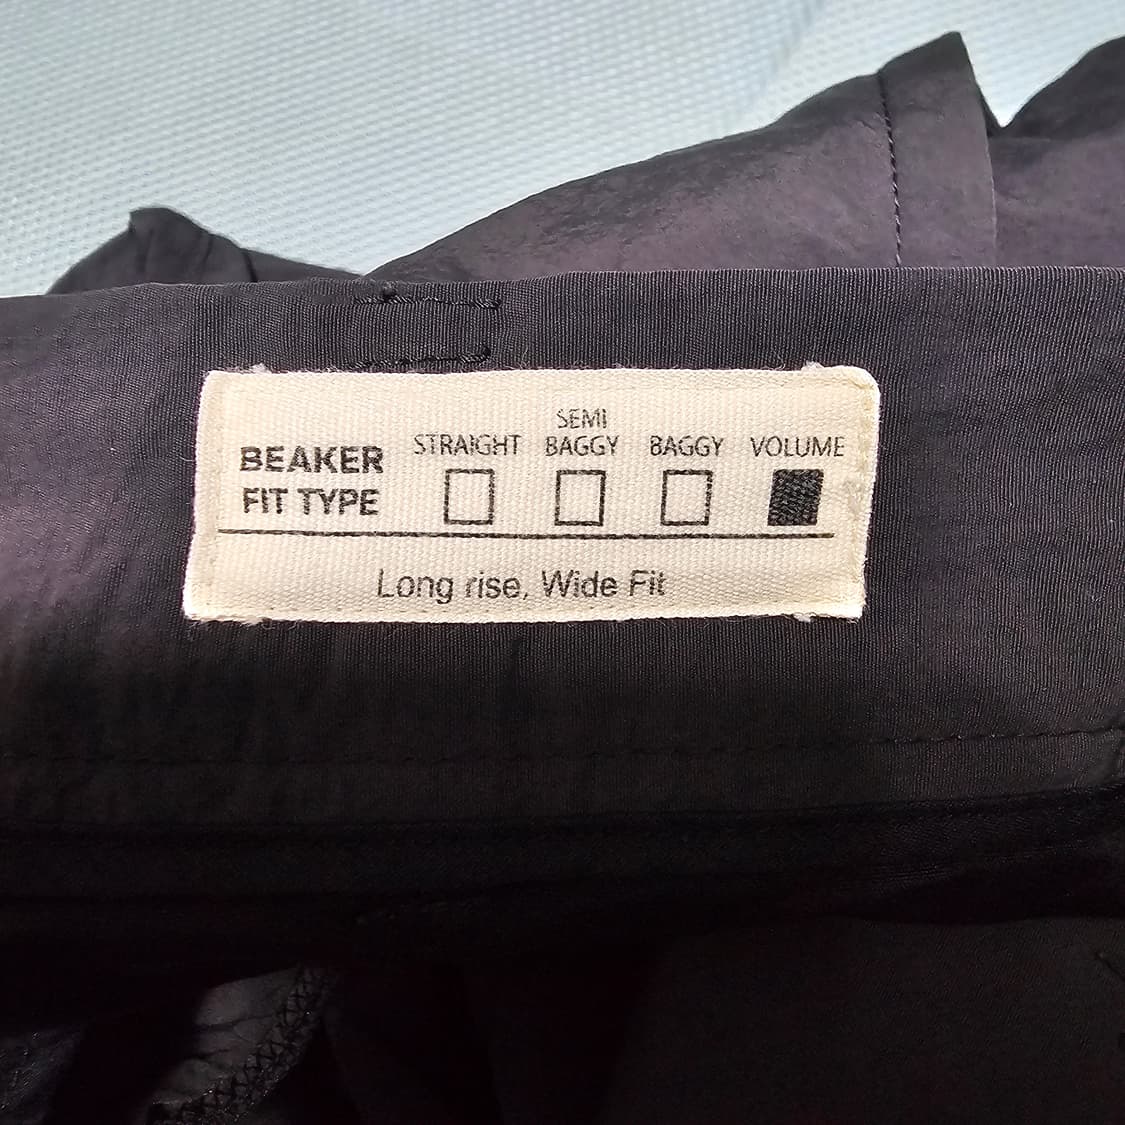 BEAKER
FIT TYPE
STRAIGHT
SEMI
BAGGY
BAGGY
VOLUME
Long rise, Wide Fit